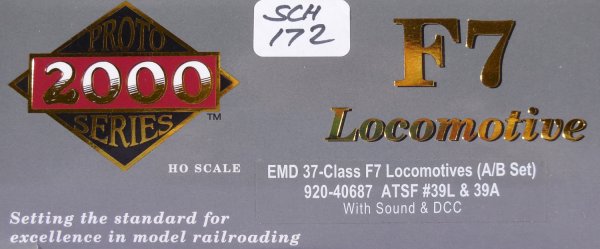 PROTO
2000
SERIES
TM
HO SCALE
Setting the standard for
excellence in model railroading
SCH
172
F7
Locomotive
EMD 37-Class F7 Locomotives (A/B Set)
920-40687 ATSF #39L & 39A
With Sound & DCC